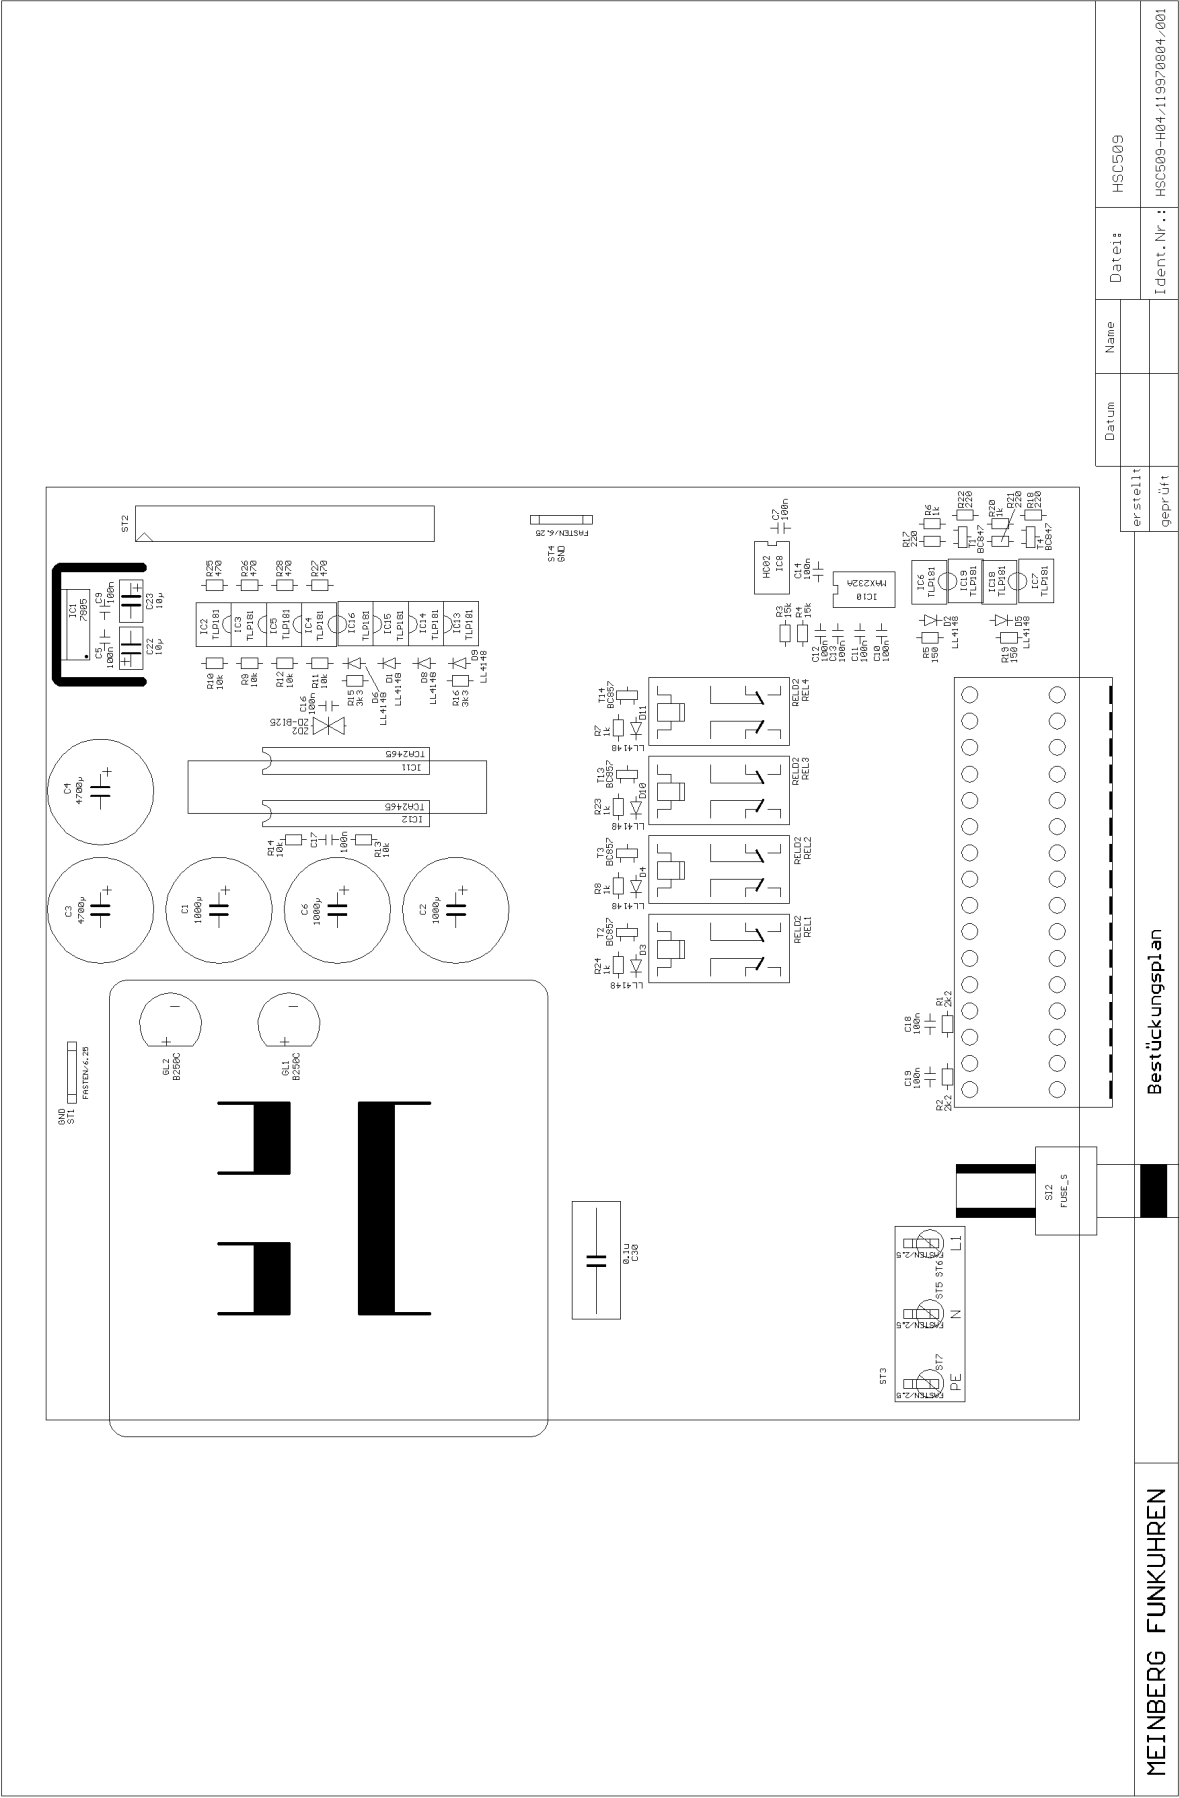 ST2
IC1
7805
C9
100n
C5
100n
C23
10µ
C22
10µ
R25
470
R26
470
R28
470
R27
470
IC2
TLP181
IC3
TLP181
IC5
TLP181
IC4
TLP181
IC16
TLP181
IC15
TLP181
IC14
TLP181
IC13
TLP181
R10
10k
R9
10k
R12
10k
R11
10k
R15
3k3
D6
LL4148
D1
LL4148
D8
LL4148
R16
3k3
D9
LL4148
C16
100n
ZD2
ZD-BI25
IC11
TCA2465
IC12
TCA2465
R14
10k
C17
100n
R13
10k
C4
4700µ
C3
4700µ
C1
1000µ
C6
1000µ
C2
1000µ
GL2
B250C
GL1
B250C
GND
ST1
FASTEN/6.25
FASTEN/6.25
ST4
GND
C7
100n
HC02
IC8
C14
100n
MAX232A
IC10
R3
15k
R4
15k
C12
100n
C13
100n
C11
100n
C10
100n
R17
220
R6
1k
R22
220
R20
1k
R21
220
R18
220
T1
BC847
T4
BC847
IC6
TLP181
IC19
TLP181
IC18
TLP181
IC7
TLP181
D2
LL4148
R5
150
D5
LL4148
R19
150
T14
BC857
R7
1k
D11
LL4148
RELD2
REL4
T13
BC857
R23
1k
D10
LL4148
RELD2
REL3
T3
BC857
R8
1k
D4
LL4148
RELD2
REL2
T2
BC857
R24
1k
D3
LL4148
RELD2
REL1
C18
100n
R1
2k2
C19
100n
R2
2k2
0.1u
C30
SI2
FUSE_S
ST3
FASTEN/2.5
ST6
L1
FASTEN/2.5
ST5
N
FASTEN/2.5
ST7
PE
MEINBERG FUNKUHREN
Bestückungsplan
erstellt
geprüft
Datum
Name
Datei:
HSC509
Ident.Nr.:
HSC509-H04/119970804/001